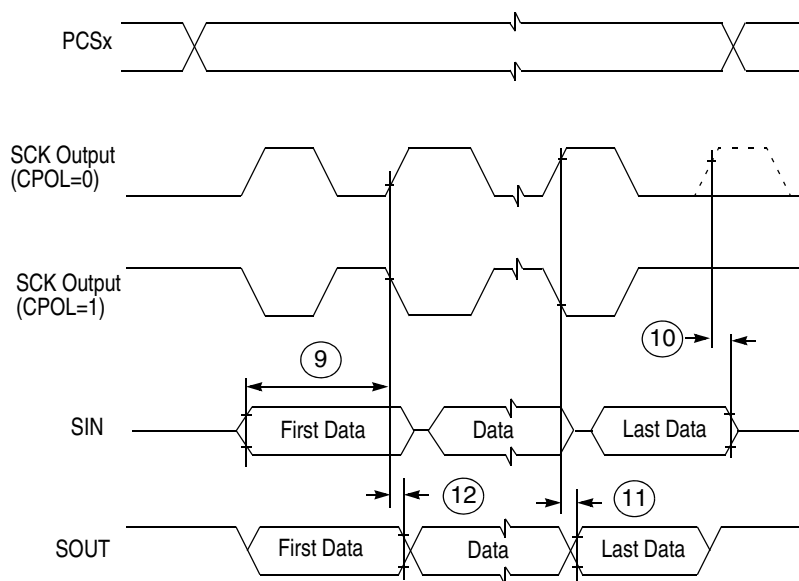 PCSx
SCK Output
(CPOL=0)
SCK Output
(CPOL=1)
10
9
SIN
First Data
Data
Last Data
12
11
SOUT
First Data
Data
Last Data